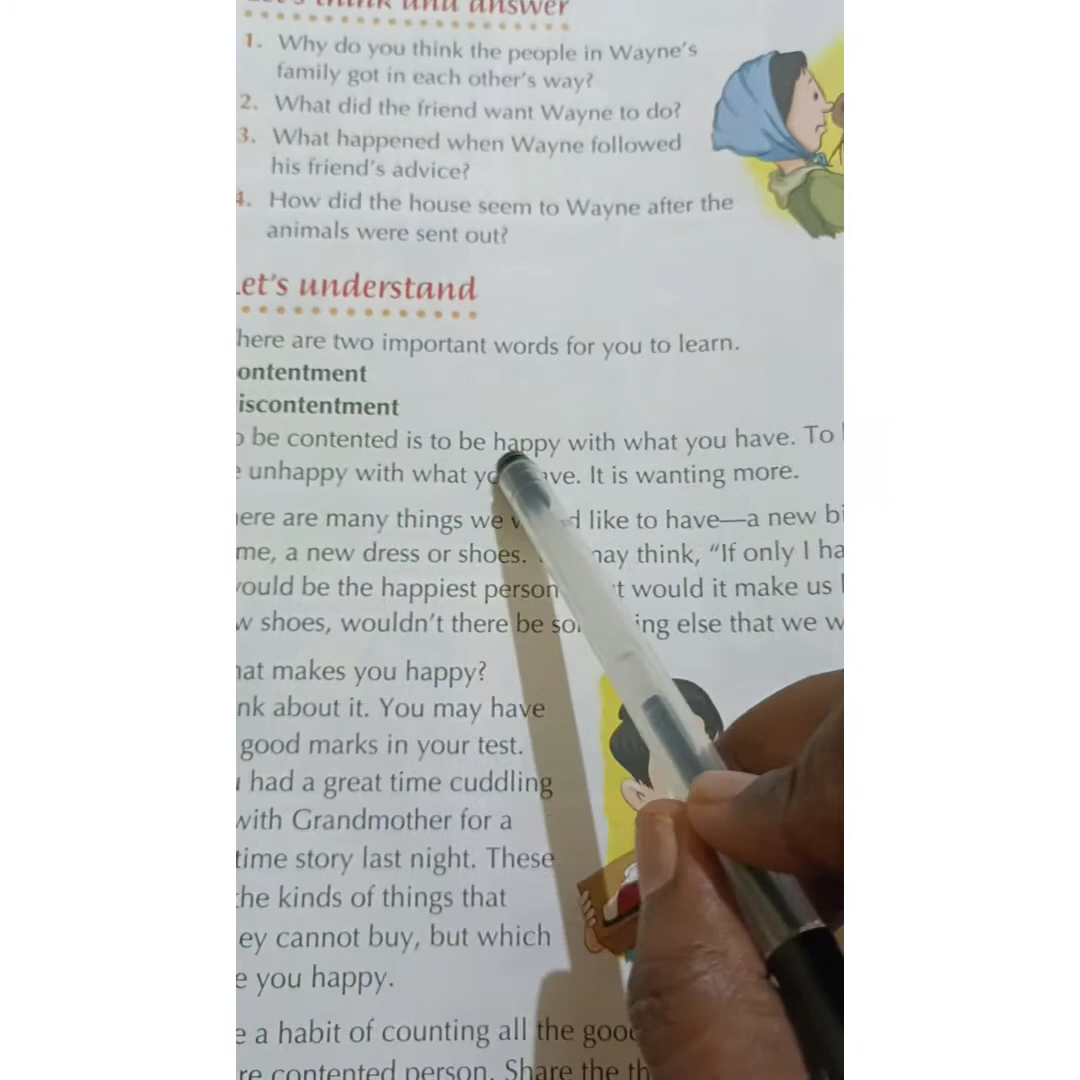 Let's think and answer
1. Why do you think the people in Wayne's
family got in each other's way?
2. What did the friend want Wayne to do?
3. What happened when Wayne followed
his friend's advice?
4. How did the house seem to Wayne after the
animals were sent out?
et's understand
here are two important words for you to learn.
ontentment
iscontentment
be contented is to be happy with what you have. To
unhappy with what It is wanting more.
ere are many things we like to have—a new bi
me, a new dress or shoes. may think, "If only I ha
ould be the happiest person would it make us
w shoes, wouldn't there be ing else that we w
hat makes you happy?
nk about it. You may have
good marks in your test.
had a great time cuddling
with Grandmother for a
time story last night. These
the kinds of things that
ey cannot buy, but which
e you happy.
e a habit of counting all the good
re contented person. Share the th